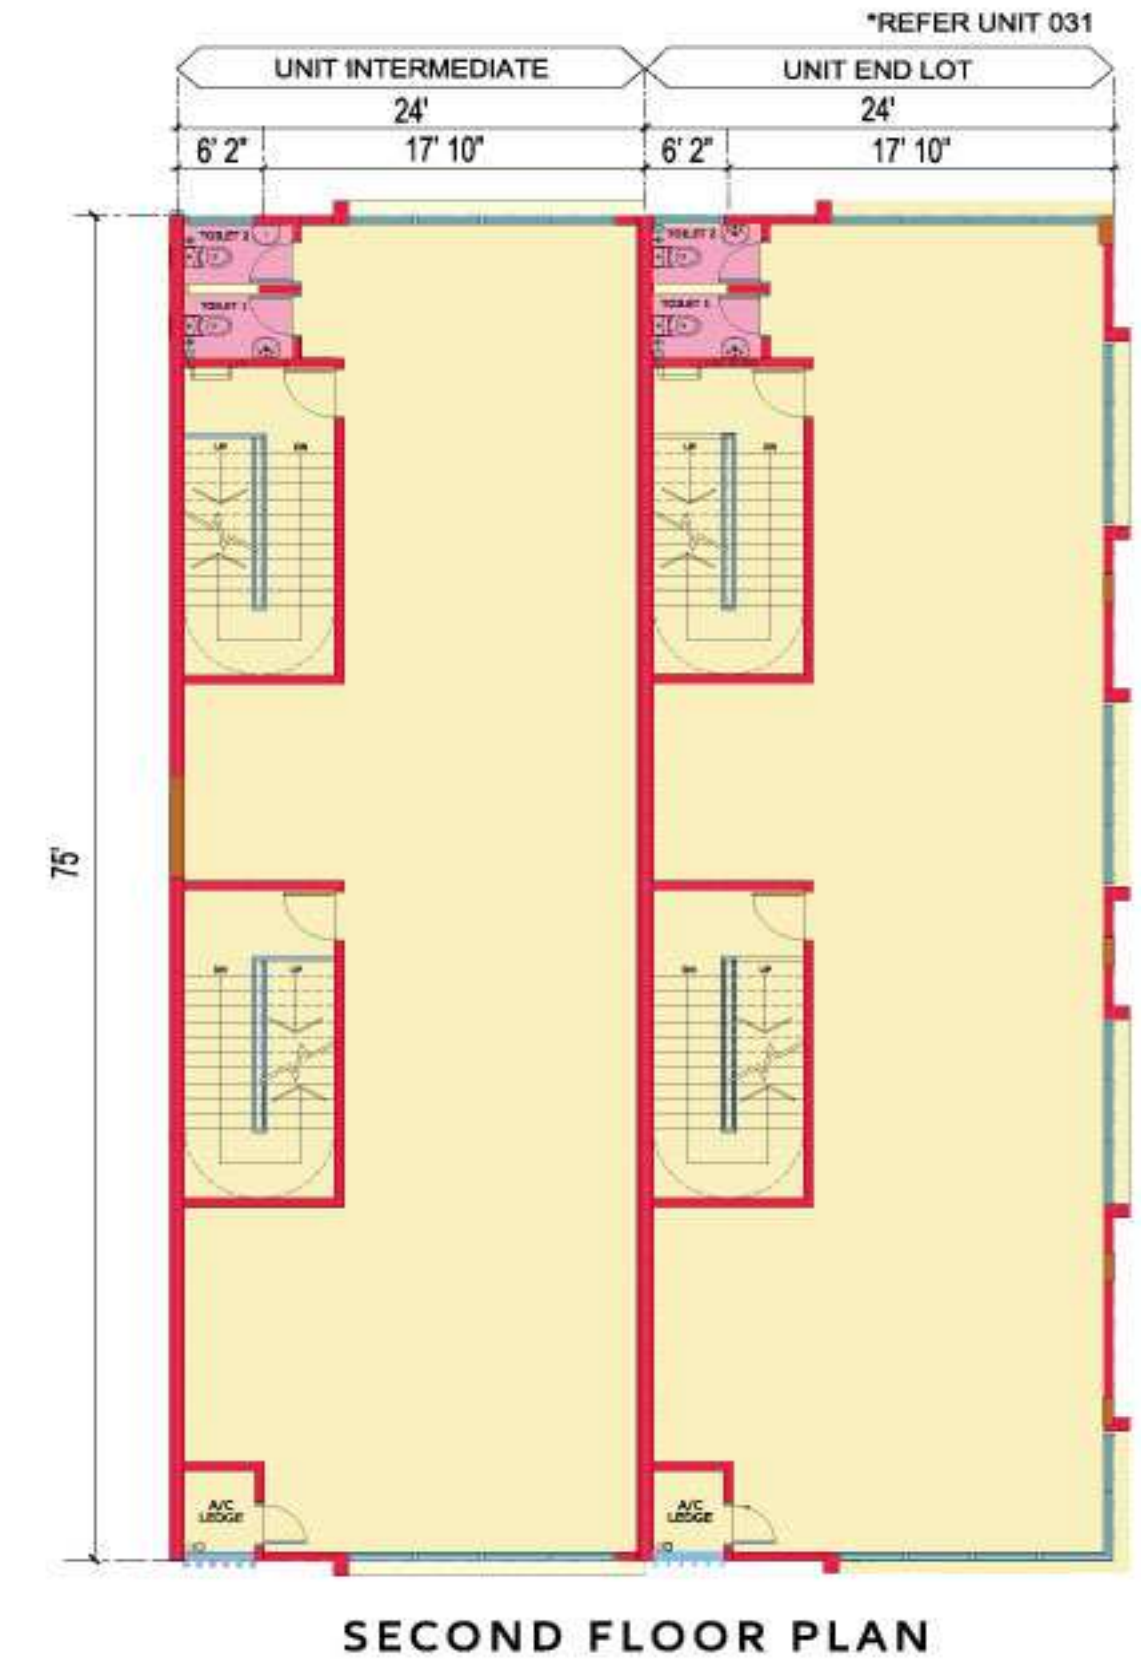 *REFER UNIT 031
UNIT INTERMEDIATE
UNIT END LOT
24'
24'
6' 2"
17' 10"
6' 2"
17' 10"
TOILET 2
TOILET 2
TOILET 1
TOILET 1
UP
DN
UP
DN
75'
DN
UP
DN
UP
A/C
LEDGE
A/C
LEDGE
SECOND FLOOR PLAN